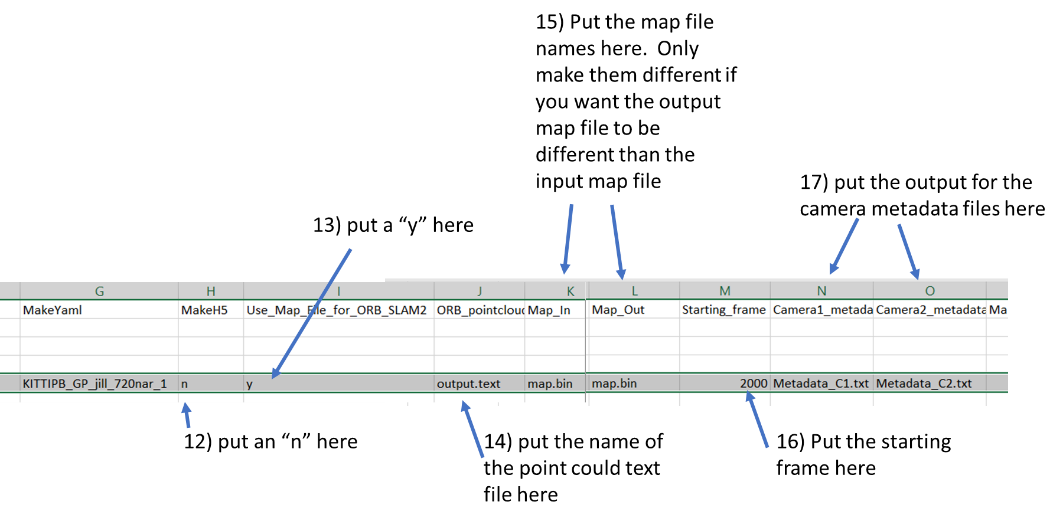 15) Put the map file
names here.  Only
make them different if
you want the output
map file to be
different than the
input map file
17) put the output for the
camera metadata files here
13) put a “y” here
G H I J K L M N O
MakeYaml MakeH5 Use_Map_File_for_ORB_SLAM2 ORB_pointclou Map_In Map_Out Starting_frame Camera1_metada Camera2_metadata Ma
KITTIPB_GP_jill_720nar_1 n y output.text map.bin map.bin 2000 Metadata_C1.txt Metadata_C2.txt
12) put an “n” here
14) put the name of
the point could text
file here
16) Put the starting
frame here